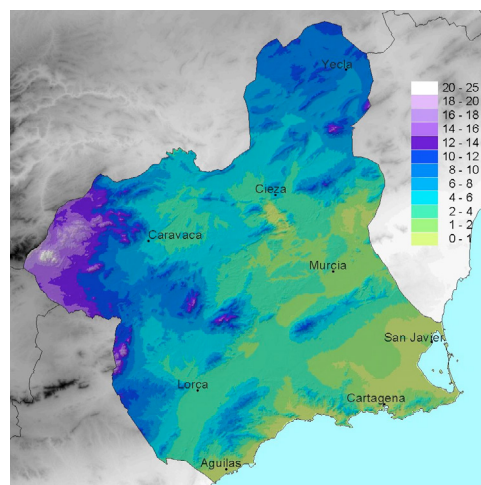 Yecla
20 - 25
18 - 20
16 - 18
14 - 16
12 - 14
10 - 12
8 - 10
6 - 8
4 - 6
2 - 4
1 - 2
0 - 1
Cieza
Caravaca
Murcia
San Javier
Lorca
Cartagena
Aguilas